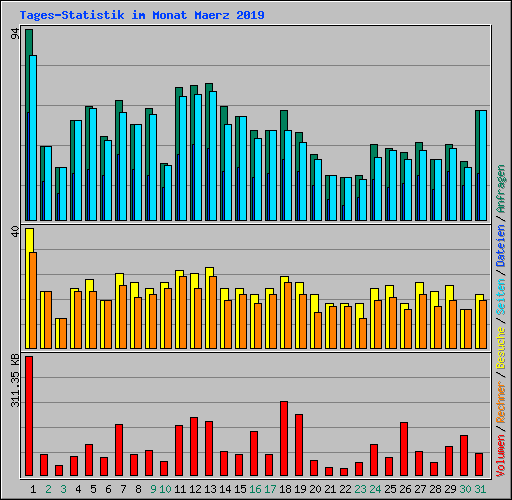 Tages-Statistik im Monat Maerz 2019
94
40
311.35 KB
Volumen / Rechner / Besuche / Seiten / Dateien / Anfragen
1 2 3 4 5 6 7 8 9 10 11 12 13 14 15 16 17 18 19 20 21 22 23 24 25 26 27 28 29 30 31